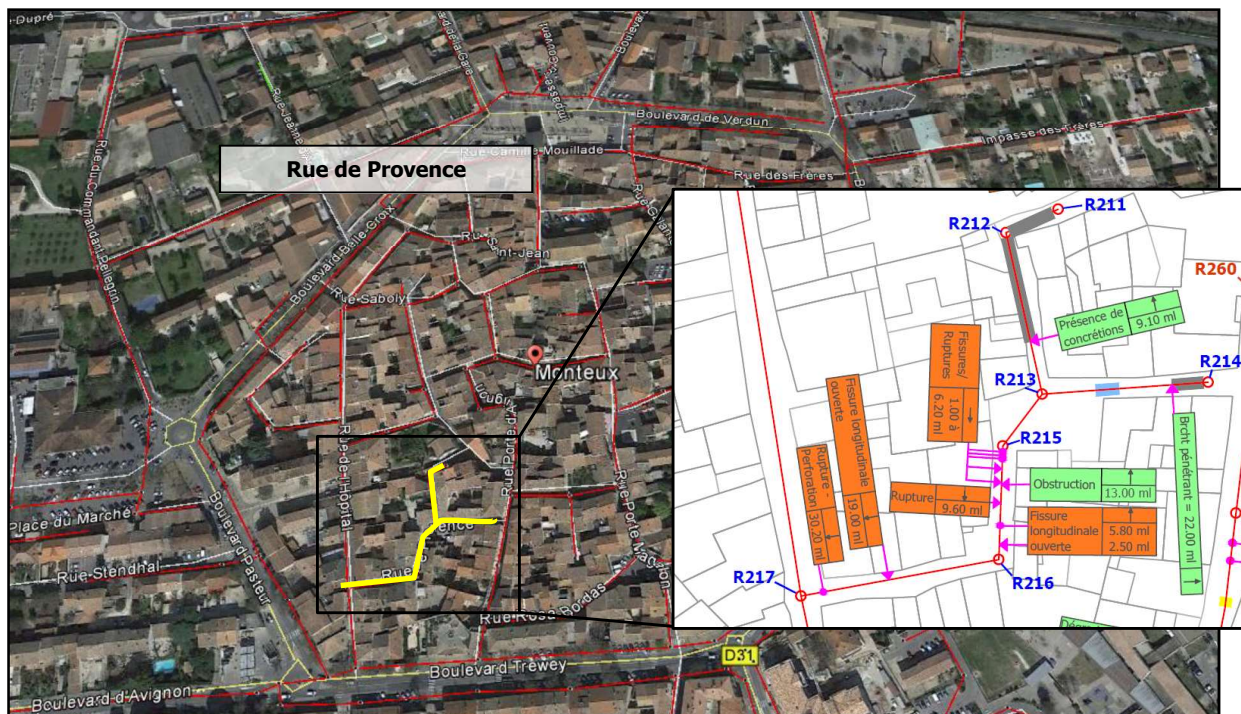 Rue de Provence
Boulevard de Verdun
Impasse des Frères
Rue Camille Mouillade
Rue des Frères
Rue du Commandant Pellegrin
Boulevard Belle-Croix
Rue Saboly
Monteux
Rue de l'Hôpital
Rue Porte d'A
Place du Marché
Rue Stendhal
Boulevard Pasteur
Rue Rosa Bordas
Boulevard Trewey
Boulevard d'Avignon
D31
R211
R212
R260
Présence de
concrétions
9.10 ml
Fissures/
Ruptures
1.00 à
6.20 ml
R213
R214
Fissure longitudinale
ouverte
19.00 ml
R215
Rupture -
Perforation
30.20 ml
Obstruction
13.00 ml
Rupture
9.60 ml
Fissure
longitudinale
ouverte
5.80 ml
2.50 ml
Brcht pénétrant = 22.00 ml
R216
R217